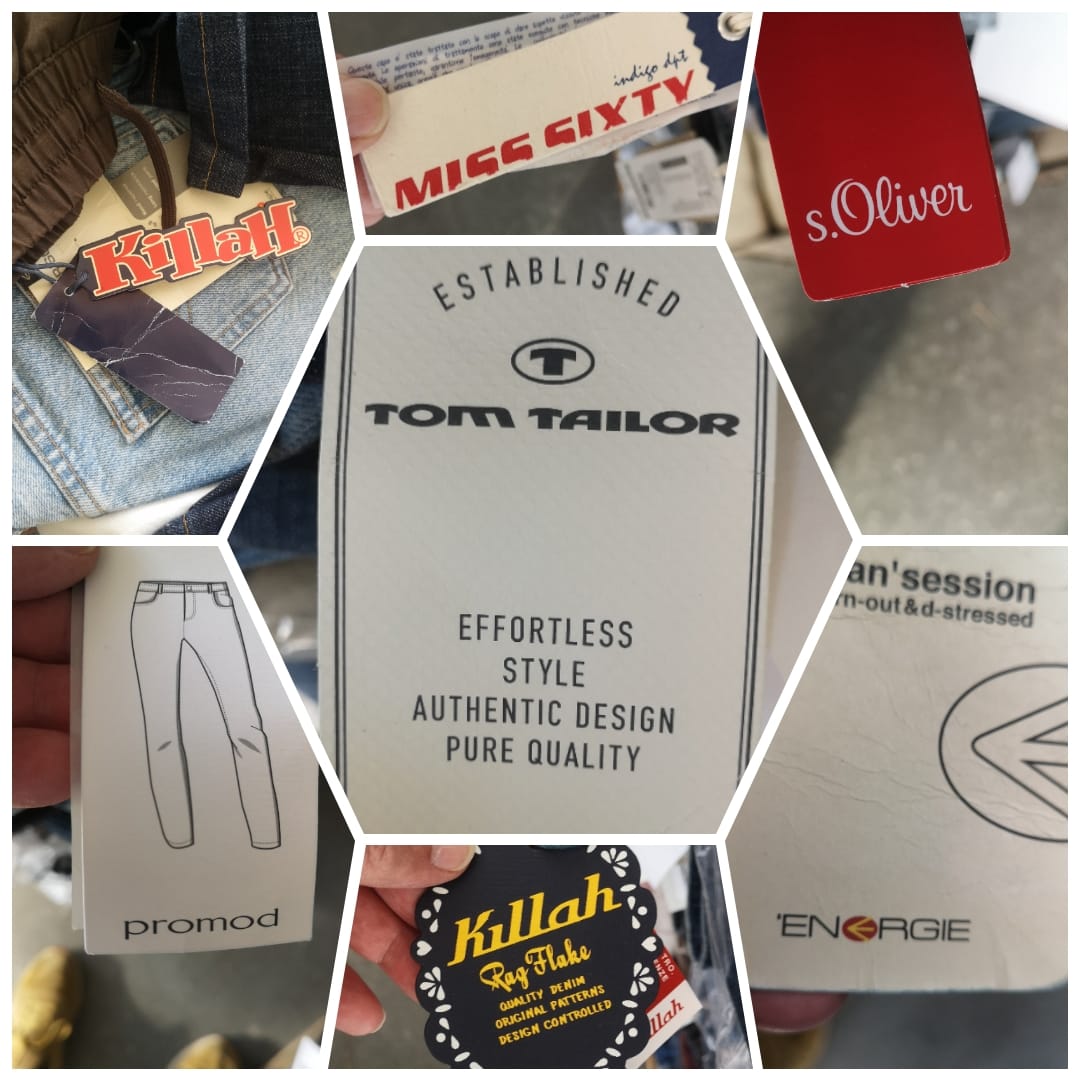 Killah®
indigo dpt
MISS SIXTY
s.Oliver
ESTABLISHED
T
TOM TAILOR
EFFORTLESS
STYLE
AUTHENTIC DESIGN
PURE QUALITY
promod
an'session
rn-out&d-stressed
'ENERGIE
Killah
Rag Flake
QUALITY DENIM
ORIGINAL PATTERNS
DESIGN CONTROLLED
llah